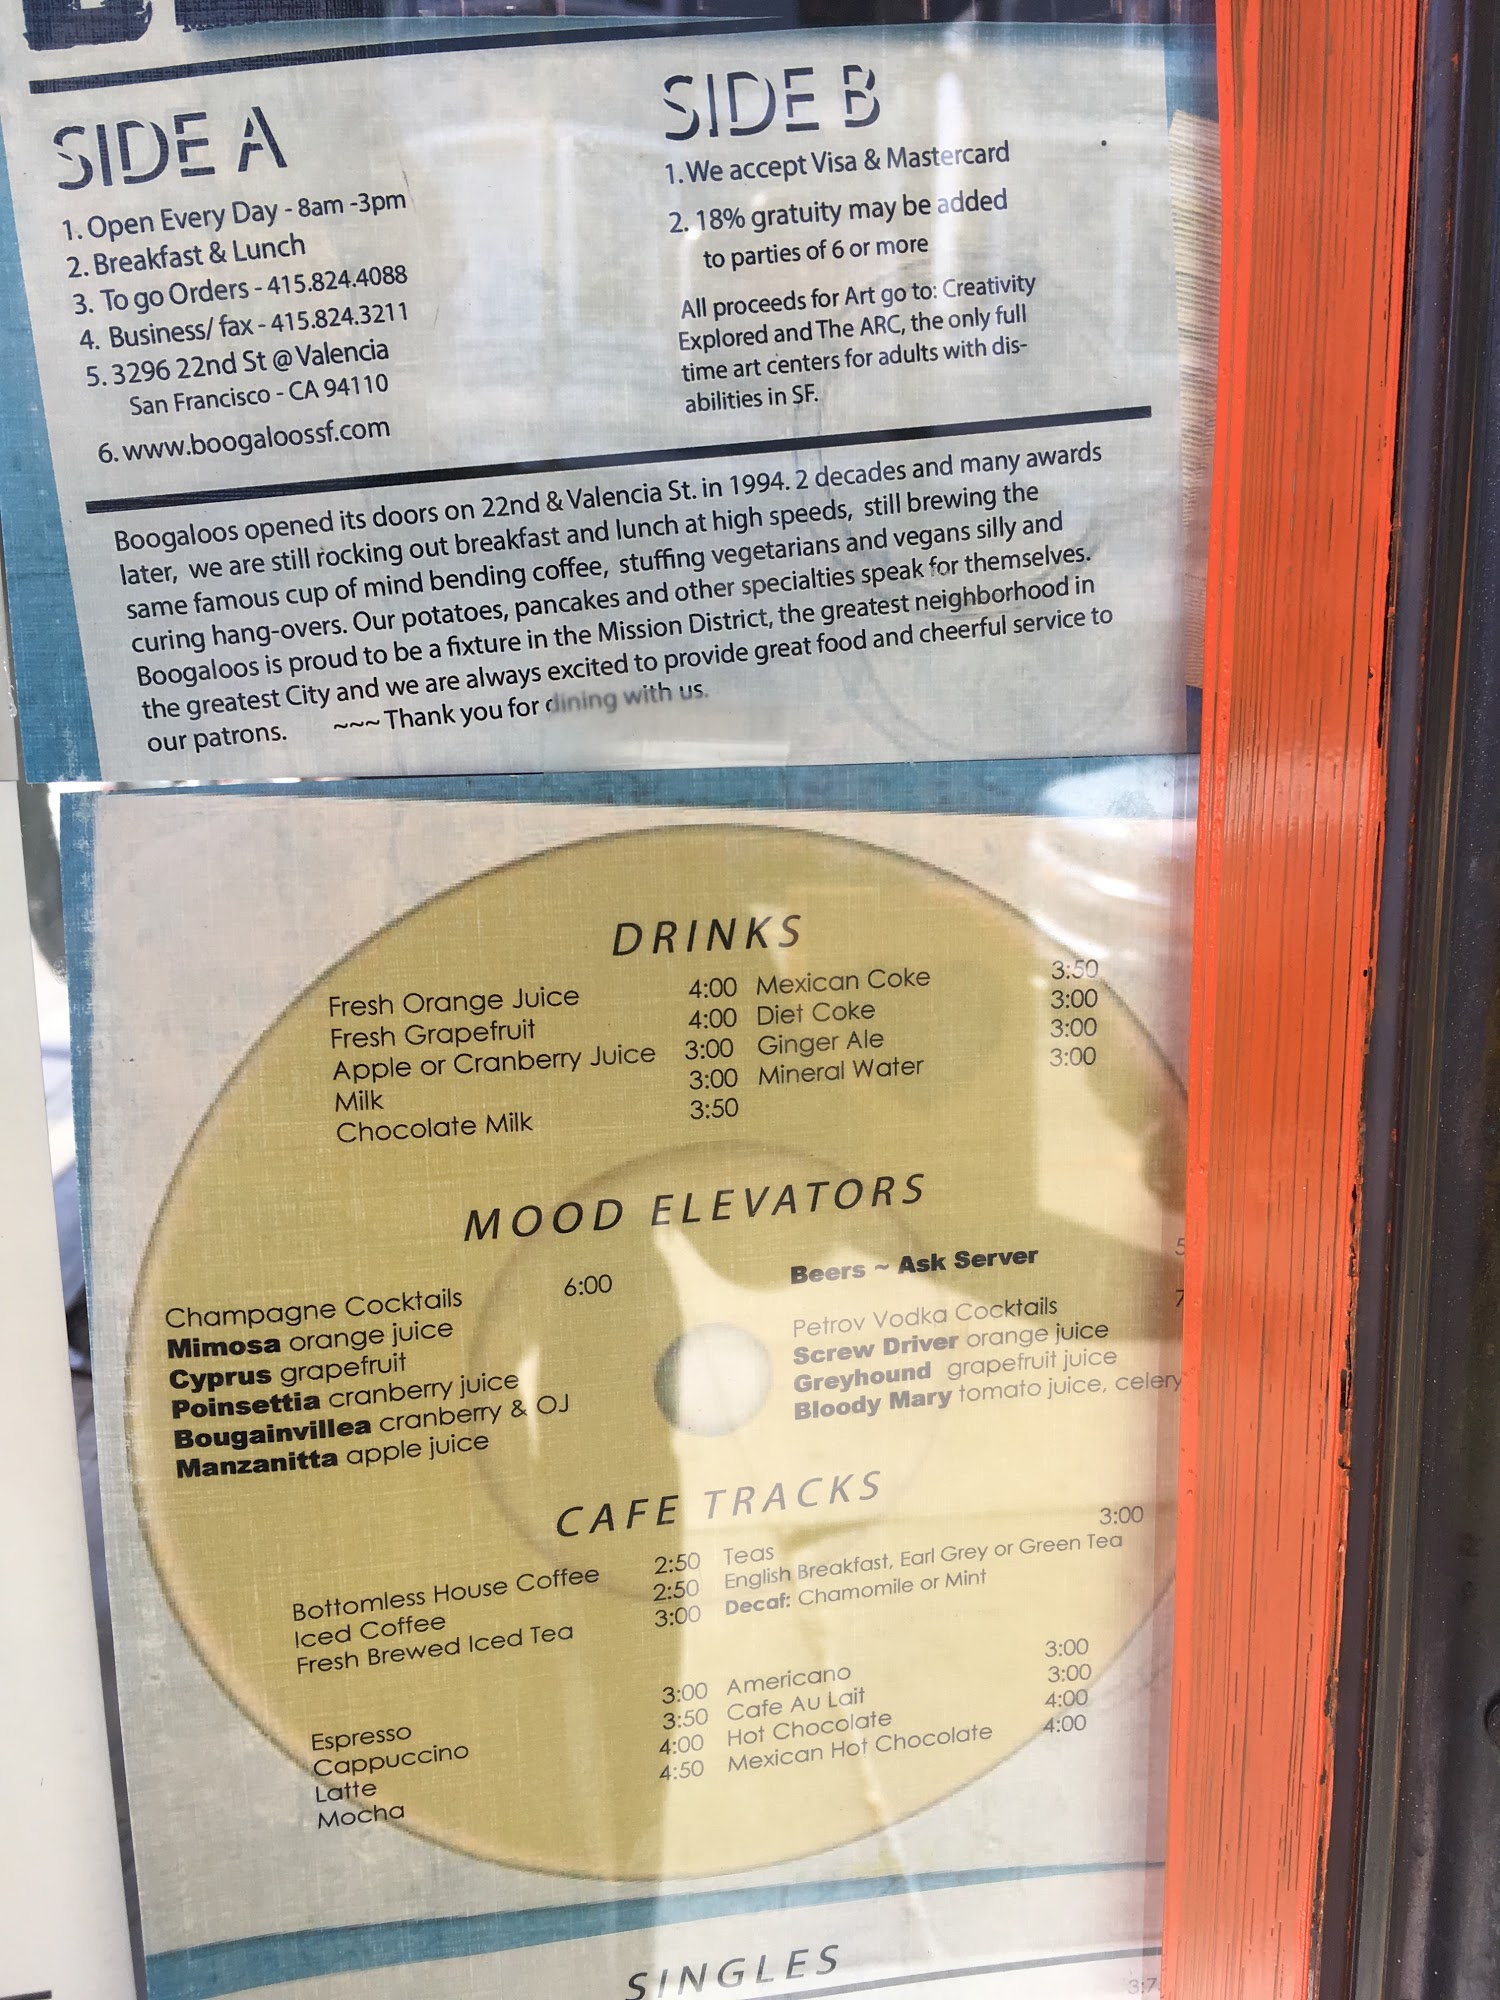 SIDE A
1. Open Every Day - 8am -3pm
2. Breakfast & Lunch
3. To go Orders - 415.824.4088
4. Business/ fax - 415.824.3211
5. 3296 22nd St @ Valencia
San Francisco - CA 94110
6. www.boogaloossf.com
SIDE B
1. We accept Visa & Mastercard
2. 18% gratuity may be added
to parties of 6 or more
All proceeds for Art go to: Creativity
Explored and The ARC, the only full
time art centers for adults with dis-
abilities in SF.
Boogaloos opened its doors on 22nd & Valencia St. in 1994. 2 decades and many awards
later, we are still rocking out breakfast and lunch at high speeds, still brewing the
same famous cup of mind bending coffee, stuffing vegetarians and vegans silly and
curing hang-overs. Our potatoes, pancakes and other specialties speak for themselves.
Boogaloos is proud to be a fixture in the Mission District, the greatest neighborhood in
the greatest City and we are always excited to provide great food and cheerful service to
our patrons. ~~~ Thank you for dining with us.
DRINKS
Fresh Orange Juice 4:00 Mexican Coke 3:50
Fresh Grapefruit 4:00 Diet Coke 3:00
Apple or Cranberry Juice 3:00 Ginger Ale 3:00
Milk 3:00 Mineral Water 3:00
Chocolate Milk 3:50
MOOD ELEVATORS
Champagne Cocktails 6:00
Mimosa orange juice
Cyprus grapefruit
Poinsettia cranberry juice
Bougainvillea cranberry & OJ
Manzanitta apple juice
Beers ~ Ask Server 5
Petrov Vodka Cocktails 7
Screw Driver orange juice
Greyhound grapefruit juice
Bloody Mary tomato juice, celery
CAFE TRACKS
Bottomless House Coffee 2:50
Iced Coffee 2:50
Fresh Brewed Iced Tea 3:00
Teas 3:00
English Breakfast, Earl Grey or Green Tea
Decaf: Chamomile or Mint
Espresso 3:00 Americano 3:00
Cappuccino 3:50 Cafe Au Lait 3:00
Latte 4:00 Hot Chocolate 4:00
Mocha 4:50 Mexican Hot Chocolate 4:00
SINGLES